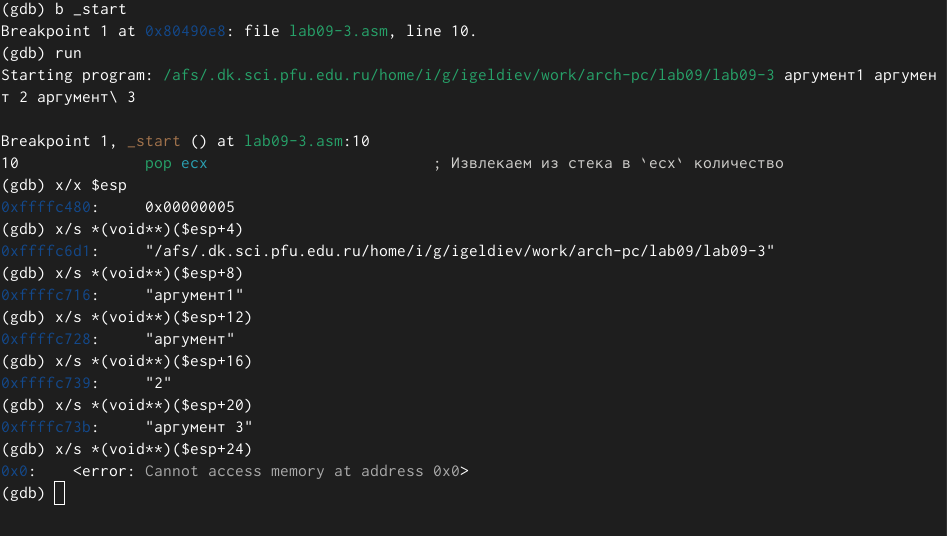 (gdb) b _start
Breakpoint 1 at 0x80490e8: file lab09-3.asm, line 10.
(gdb) run
Starting program: /afs/.dk.sci.pfu.edu.ru/home/i/g/igeldiev/work/arch-pc/lab09/lab09-3 аргумент1 аргумен
т 2 аргумент\ 3
Breakpoint 1, _start () at lab09-3.asm:10
10 pop ecx ; Извлекаем из стека в `ecx` количество
(gdb) x/x $esp
0xffffc480: 0x00000005
(gdb) x/s *(void**)($esp+4)
0xffffc6d1: "/afs/.dk.sci.pfu.edu.ru/home/i/g/igeldiev/work/arch-pc/lab09/lab09-3"
(gdb) x/s *(void**)($esp+8)
0xffffc716: "аргумент1"
(gdb) x/s *(void**)($esp+12)
0xffffc728: "аргумент"
(gdb) x/s *(void**)($esp+16)
0xffffc739: "2"
(gdb) x/s *(void**)($esp+20)
0xffffc73b: "аргумент 3"
(gdb) x/s *(void**)($esp+24)
0x0: <error: Cannot access memory at address 0x0>
(gdb)